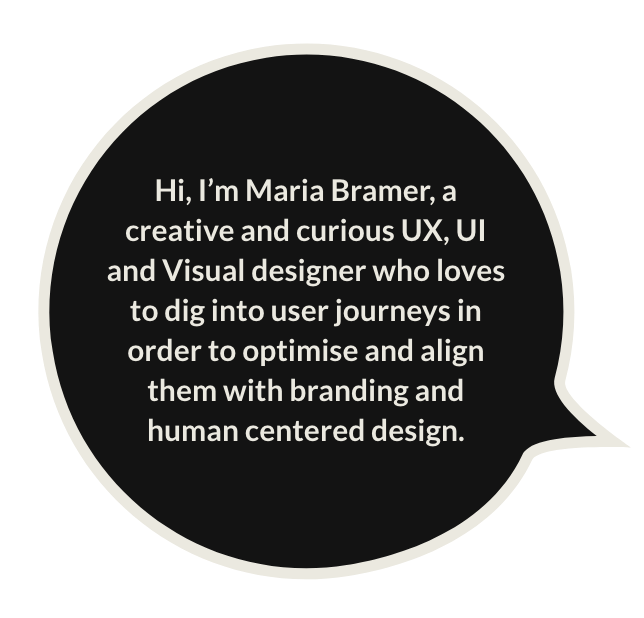 Hi, I’m Maria Bramer, a
creative and curious UX, UI
and Visual designer who loves
to dig into user journeys in
order to optimise and align
them with branding and
human centered design.